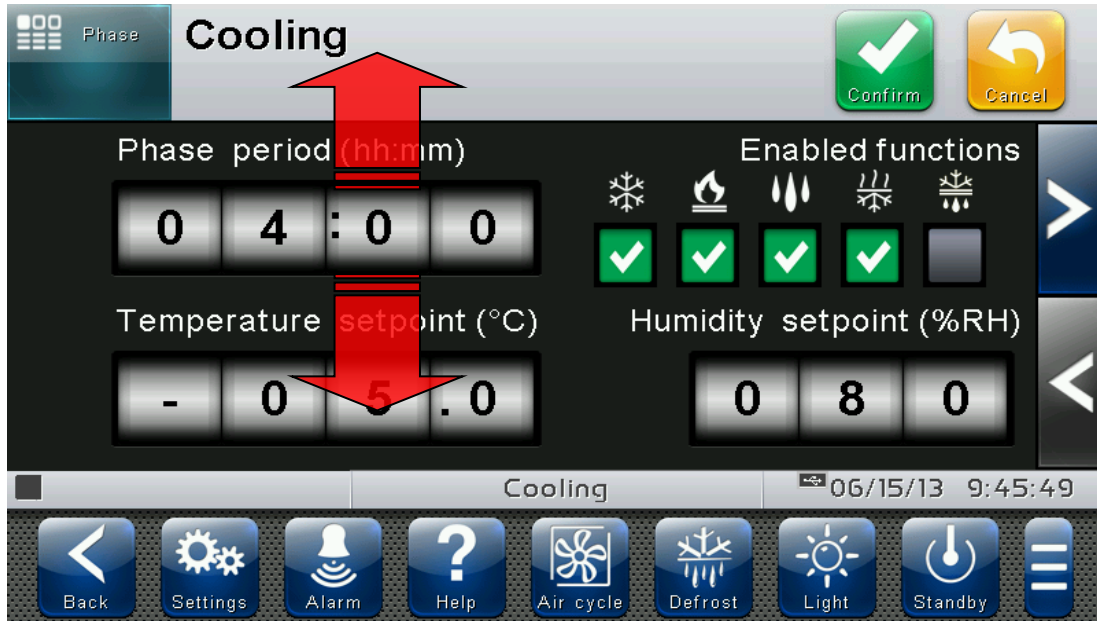 Phase
Cooling
Confirm
Cancel
Phase period (hh:mm)
Enabled functions
0 4 : 0 0
Temperature setpoint (°C)
Humidity setpoint (%RH)
- 0 5 . 0
0 8 0
Cooling
06/15/13 9:45:49
Back
Settings
Alarm
? Help
Air cycle
Defrost
Light
Standby